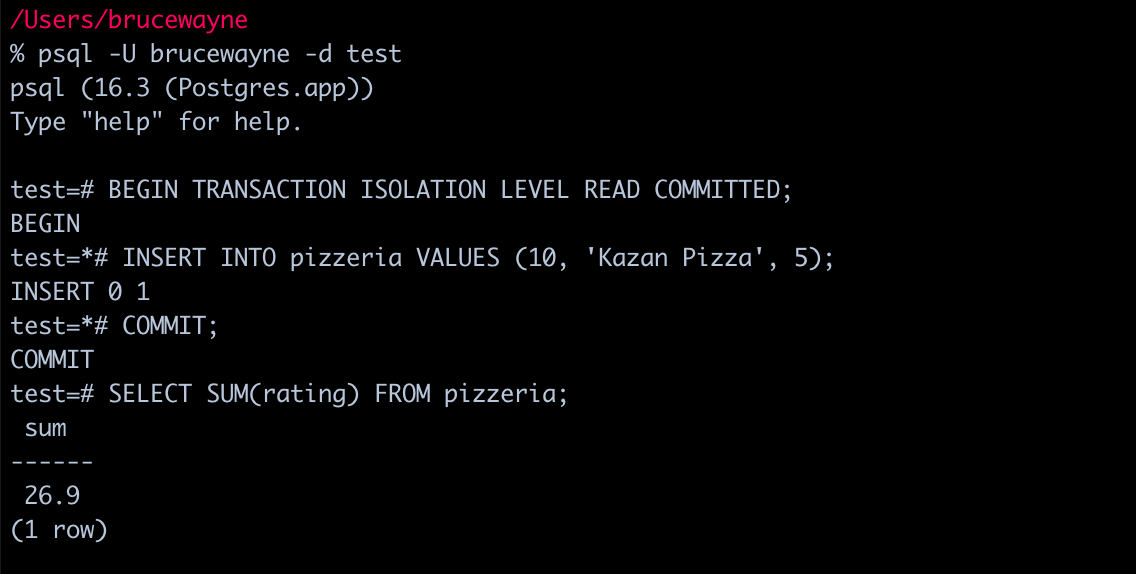 /Users/brucewayne
% psql -U brucewayne -d test
psql (16.3 (Postgres.app))
Type "help" for help.
test=# BEGIN TRANSACTION ISOLATION LEVEL READ COMMITTED;
BEGIN
test=*# INSERT INTO pizzeria VALUES (10, 'Kazan Pizza', 5);
INSERT 0 1
test=*# COMMIT;
COMMIT
test=# SELECT SUM(rating) FROM pizzeria;
sum
------
26.9
(1 row)